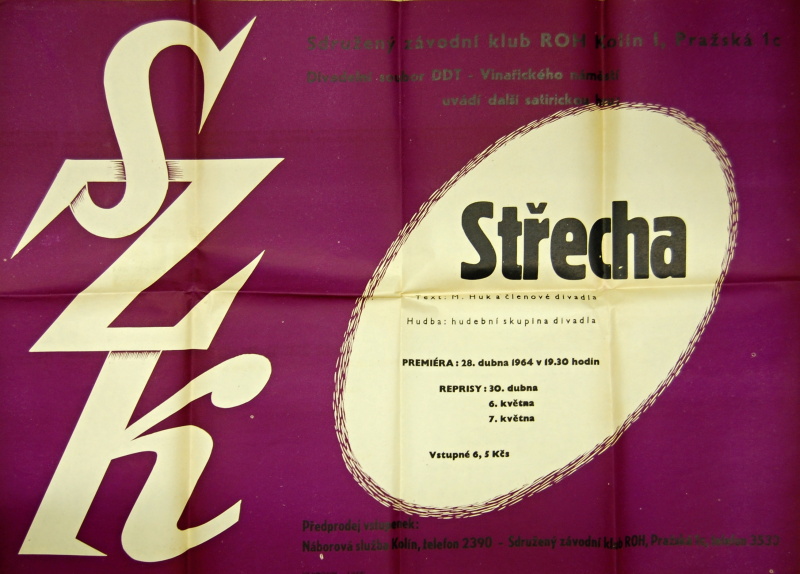 SZK
Sdružený závodní klub ROH Kolín I, Pražská 1c
Divadelní soubor DDT - Vinařického náměstí
uvádí další satirickou hru
Střecha
Text: M. Huk a členové divadla
Hudba: hudební skupina divadla
PREMIÉRA: 28. dubna 1964 v 19.30 hodin
REPRISY: 30. dubna
6. května
7. května
Vstupné 6, 5 Kčs
Předprodej vstupenek:
Náborová služba Kolín, telefon 2390 - Sdružený závodní klub ROH, Pražská 1c, telefon